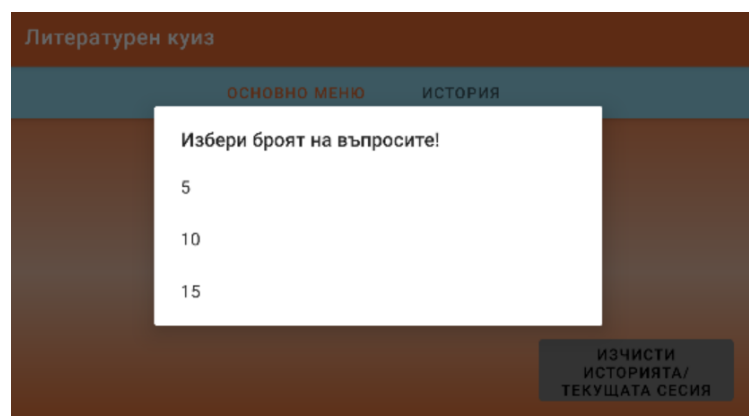 Литературен куиз
ОСНОВНО МЕНЮ ИСТОРИЯ
Избери броят на въпросите!
5
10
15
ИЗЧИСТИ
ИСТОРИЯТА/
ТЕКУЩАТА СЕСИЯ